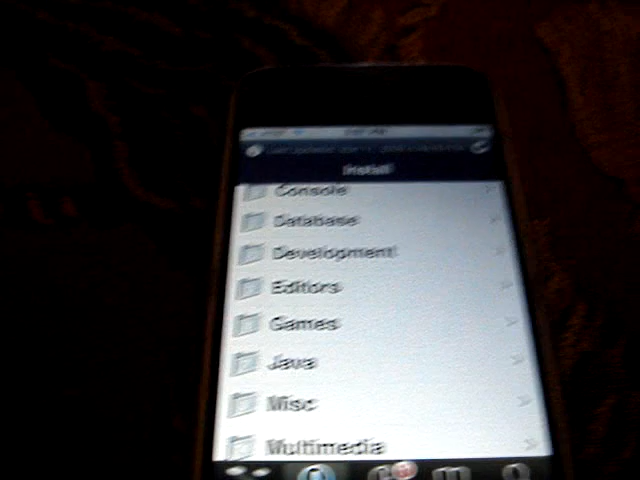 Install
Console
Database
Development
Editors
Games
Java
Misc
Multimedia